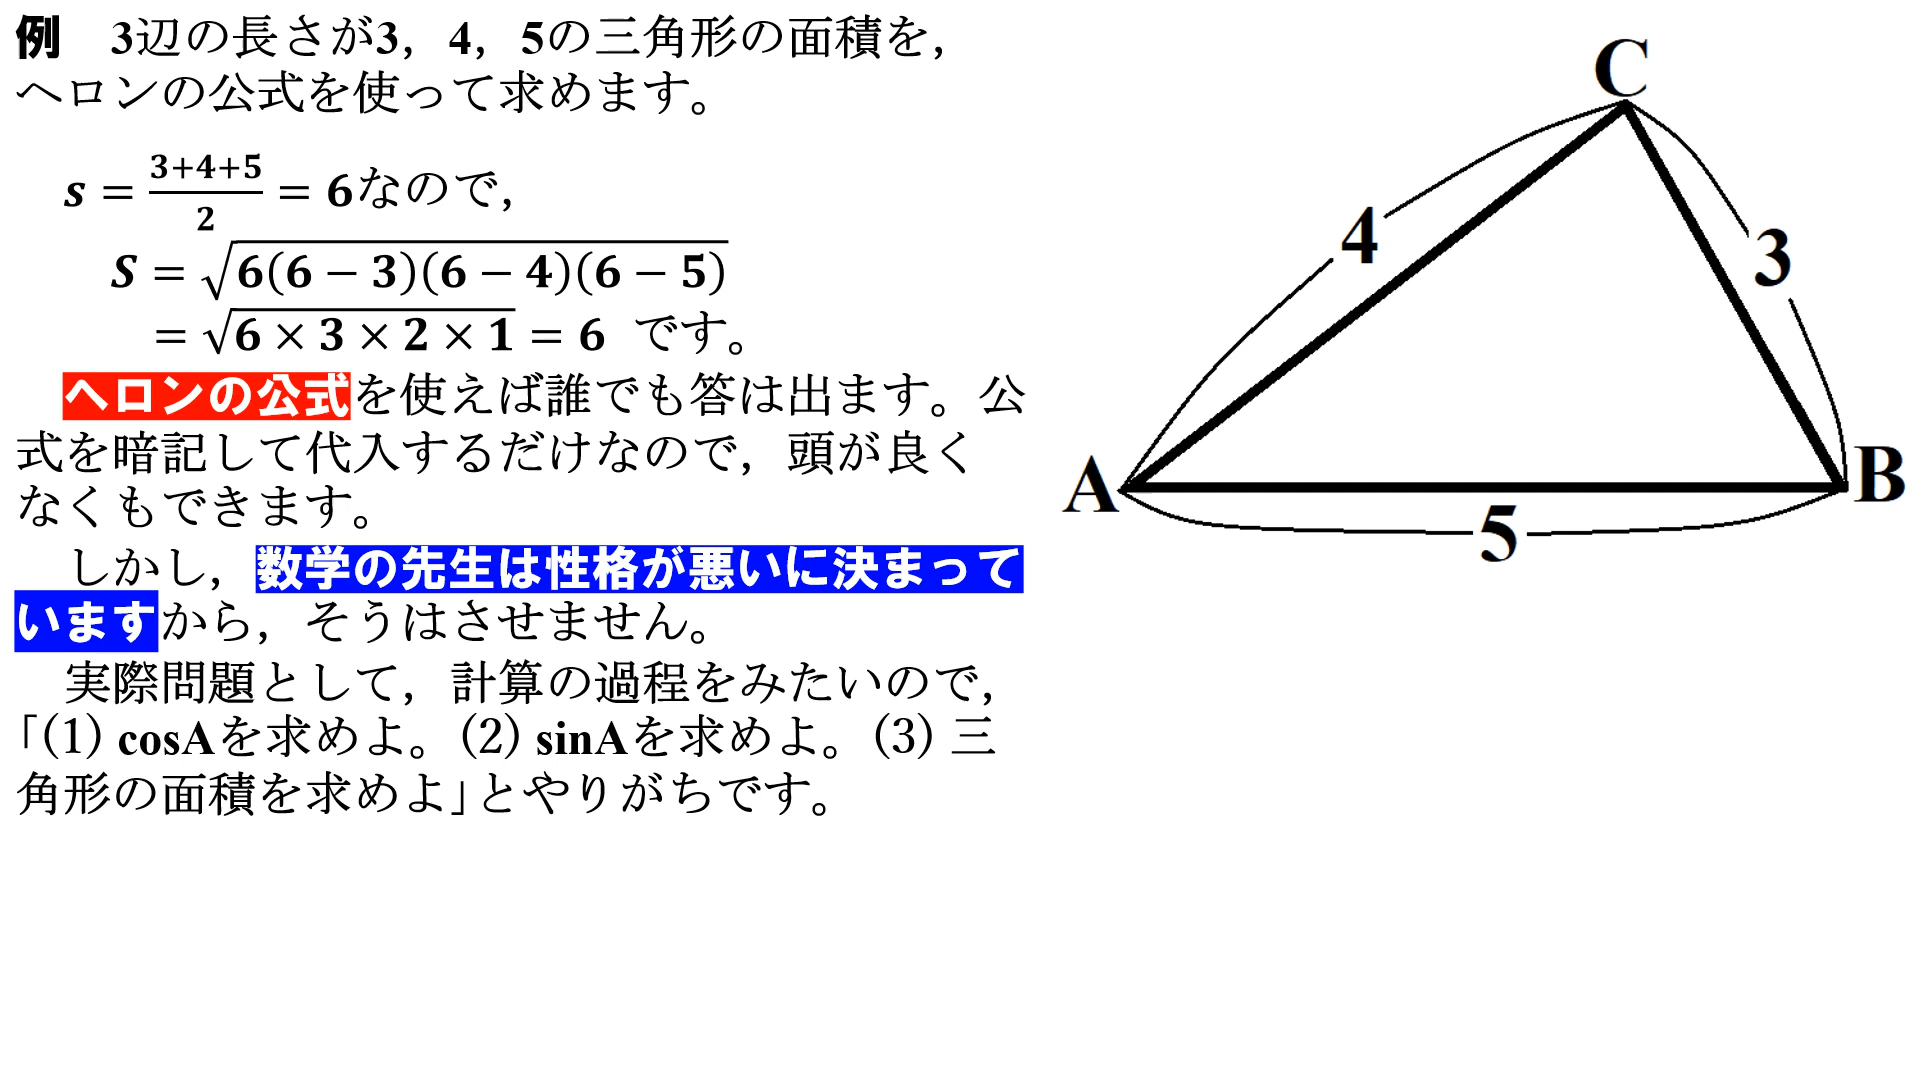 例　3辺の長さが3，4，5の三角形の面積を，
ヘロンの公式を使って求めます。
s = (3+4+5)/2 = 6なので，
S = √(6(6 − 3)(6 − 4)(6 − 5))
= √(6 × 3 × 2 × 1) = 6 です。
ヘロンの公式を使えば誰でも答は出ます。公
式を暗記して代入するだけなので，頭が良く
なくもできます。
しかし，数学の先生は性格が悪いに決まって
いますから，そうはさせません。
実際問題として，計算の過程をみたいので，
「(1) cosAを求めよ。(2) sinAを求めよ。(3) 三
角形の面積を求めよ」とやりがちです。
C
4
3
A
B
5